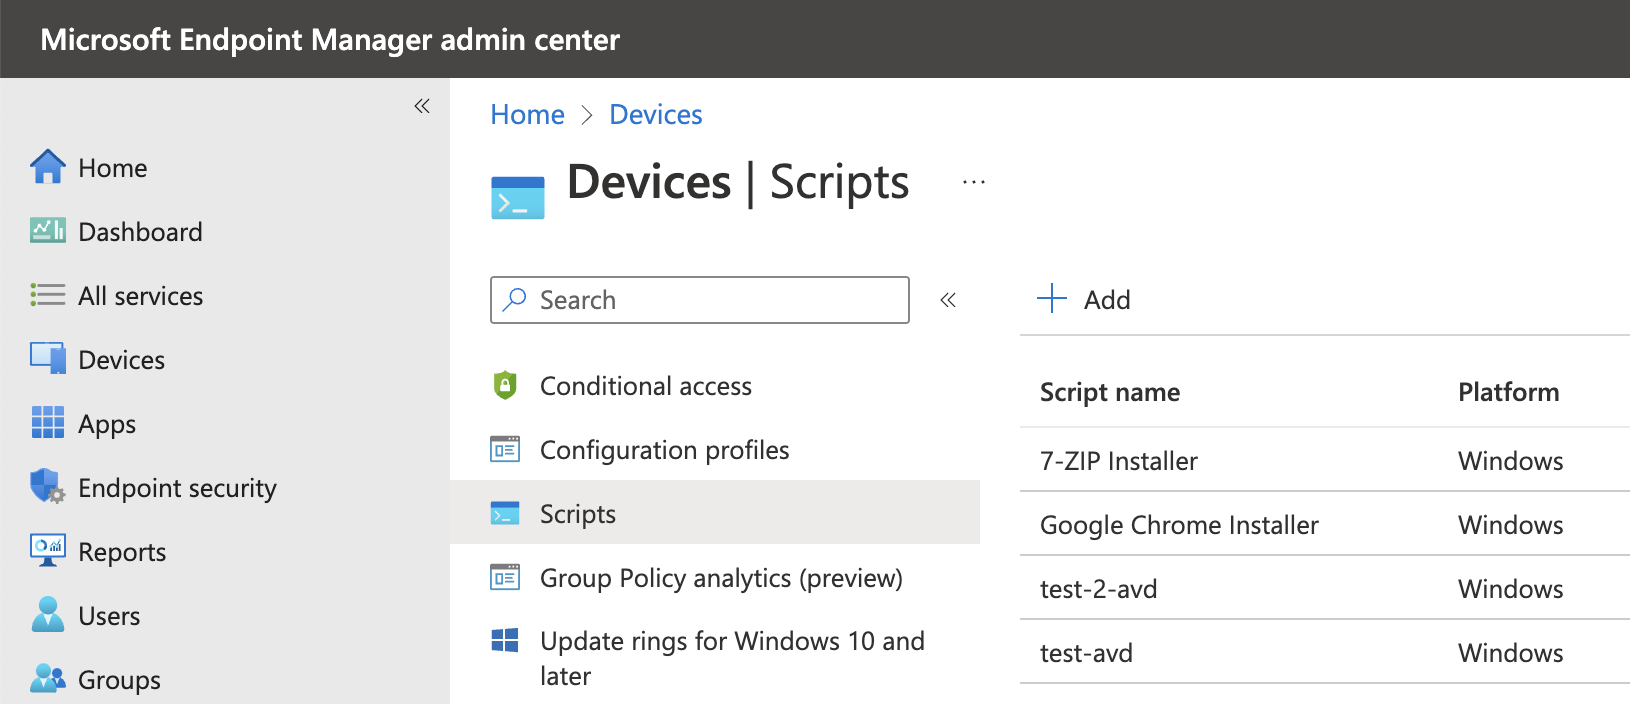 Microsoft Endpoint Manager admin center
«
Home
Dashboard
All services
Devices
Apps
Endpoint security
Reports
Users
Groups
Home > Devices
Devices | Scripts ...
Search «
Conditional access
Configuration profiles
Scripts
Group Policy analytics (preview)
Update rings for Windows 10 and
later
+ Add
Script name Platform
7-ZIP Installer Windows
Google Chrome Installer Windows
test-2-avd Windows
test-avd Windows